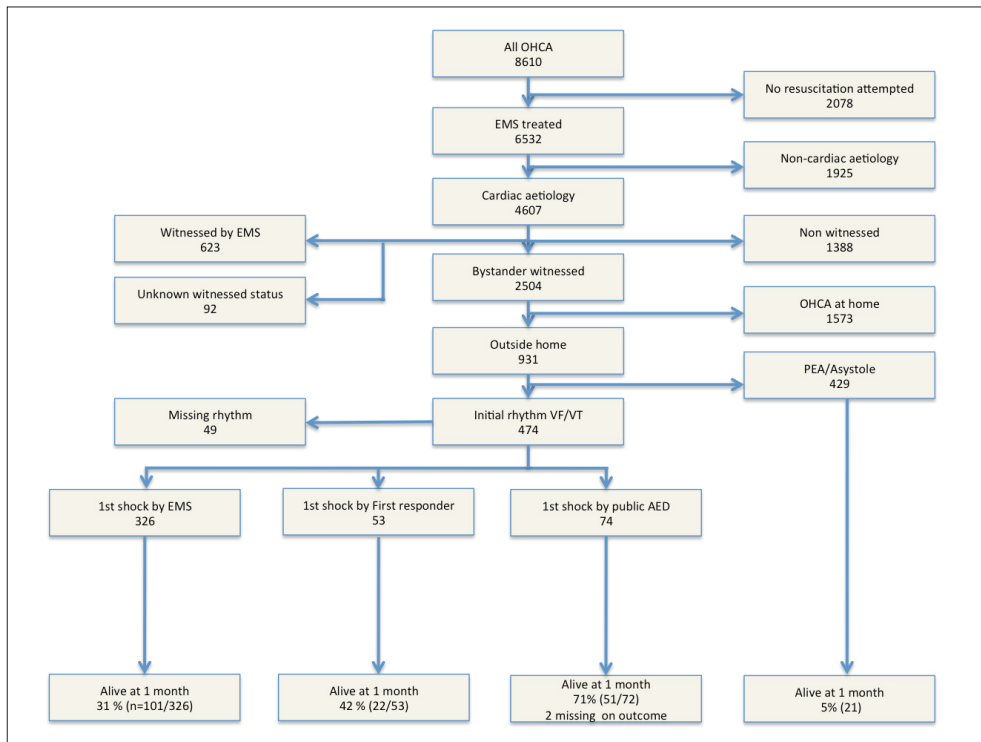 All OHCA
8610
No resuscitation attempted
2078
EMS treated
6532
Non-cardiac aetiology
1925
Cardiac aetiology
4607
Witnessed by EMS
623
Non witnessed
1388
Bystander witnessed
2504
Unknown witnessed status
92
OHCA at home
1573
Outside home
931
PEA/Asystole
429
Missing rhythm
49
Initial rhythm VF/VT
474
1st shock by EMS
326
1st shock by First responder
53
1st shock by public AED
74
Alive at 1 month
31 % (n=101/326)
Alive at 1 month
42 % (22/53)
Alive at 1 month
71% (51/72)
2 missing on outcome
Alive at 1 month
5% (21)